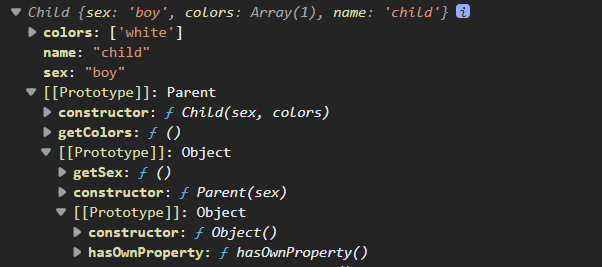 Child {sex: 'boy', colors: Array(1), name: 'child'} i
colors: ['white']
name: "child"
sex: "boy"
[[Prototype]]: Parent
constructor: ƒ Child(sex, colors)
getColors: ƒ ()
[[Prototype]]: Object
getSex: ƒ ()
constructor: ƒ Parent(sex)
[[Prototype]]: Object
constructor: ƒ Object()
hasOwnProperty: ƒ hasOwnProperty()